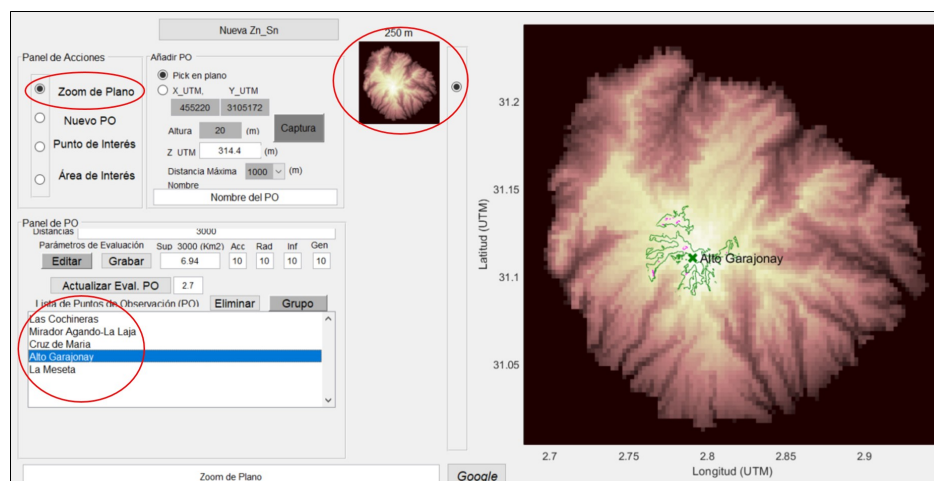 Nueva Zn_Sn
250 m
Panel de Acciones
Zoom de Plano
Nuevo PO
Punto de Interés
Área de Interés
Añadir PO
Pick en plano
X_UTM, Y_UTM
455220 3105172
Altura 20 (m) Captura
Z UTM 314.4 (m)
Distancia Máxima 1000 (m)
Nombre
Nombre del PO
Panel de PO
Distancias 3000
Parámetros de Evaluación Sup 3000 (Km2) Acc Rad Inf Gen
Editar Grabar 6.94 10 10 10 10
Actualizar Eval. PO 2.7
Lista de Puntos de Observación (PO) Eliminar Grupo
Las Cochineras
Mirador Agando-La Laja
Cruz de Maria
Alto Garajonay
La Meseta
Zoom de Plano
Google
31.2
31.15
31.1
31.05
Latitud (UTM)
Alto Garajonay
2.7 2.75 2.8 2.85 2.9
Longitud (UTM)